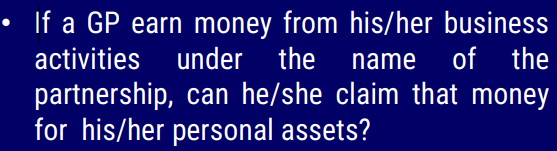 • If a GP earn money from his/her business
activities under the name of the
partnership, can he/she claim that money
for his/her personal assets?